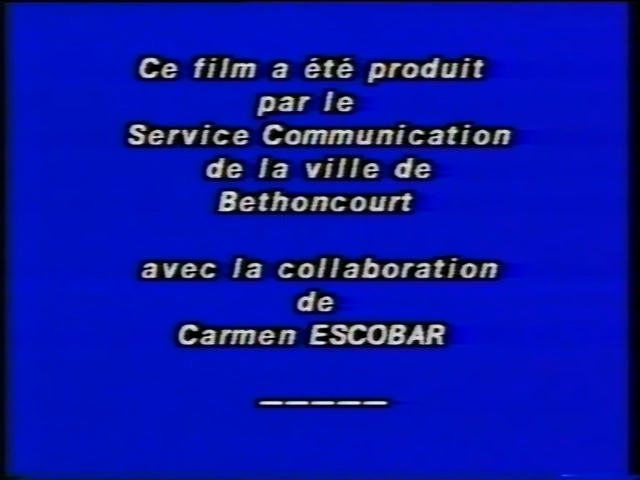 Ce film a été produit
par le
Service Communication
de la ville de
Bethoncourt
avec la collaboration
de
Carmen ESCOBAR
_____